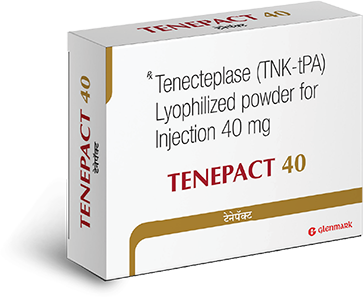 ℞ Tenecteplase (TNK-tPA)
Lyophilized powder for
Injection 40 mg
TENEPACT 40
टेनेपॅक्ट
Glenmark
TENEPACT 40
टेनेपॅक्ट